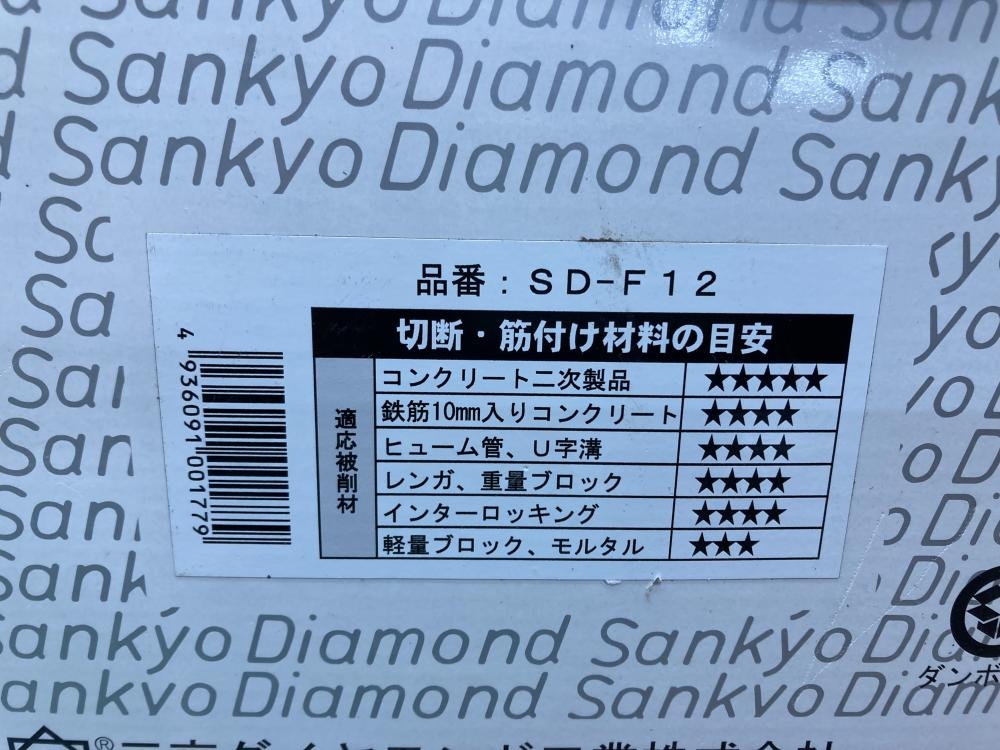 Sankyo Diamond
Sankyo Diamond Sank
Sankyo Diamond Sanky
品番：ＳＤ-Ｆ１２
切断・筋付け材料の目安
適応被削材
コンクリート二次製品 ★★★★★
鉄筋10mm入りコンクリート ★★★★
ヒューム管、Ｕ字溝 ★★★★
レンガ、重量ブロック ★★★★
インターロッキング ★★★★
軽量ブロック、モルタル ★★★
4 936091 001779
Sankyo Diamond Sankyo Dia
Sankyo Diamond Sankyo Diam
ダンボ